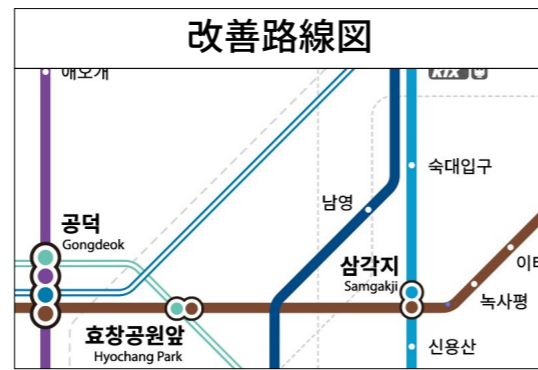 改善路線図
애오개
KTX
숙대입구
남영
공덕
Gongdeok
삼각지
Samgakji
녹사평
효창공원앞
Hyochang Park
신용산